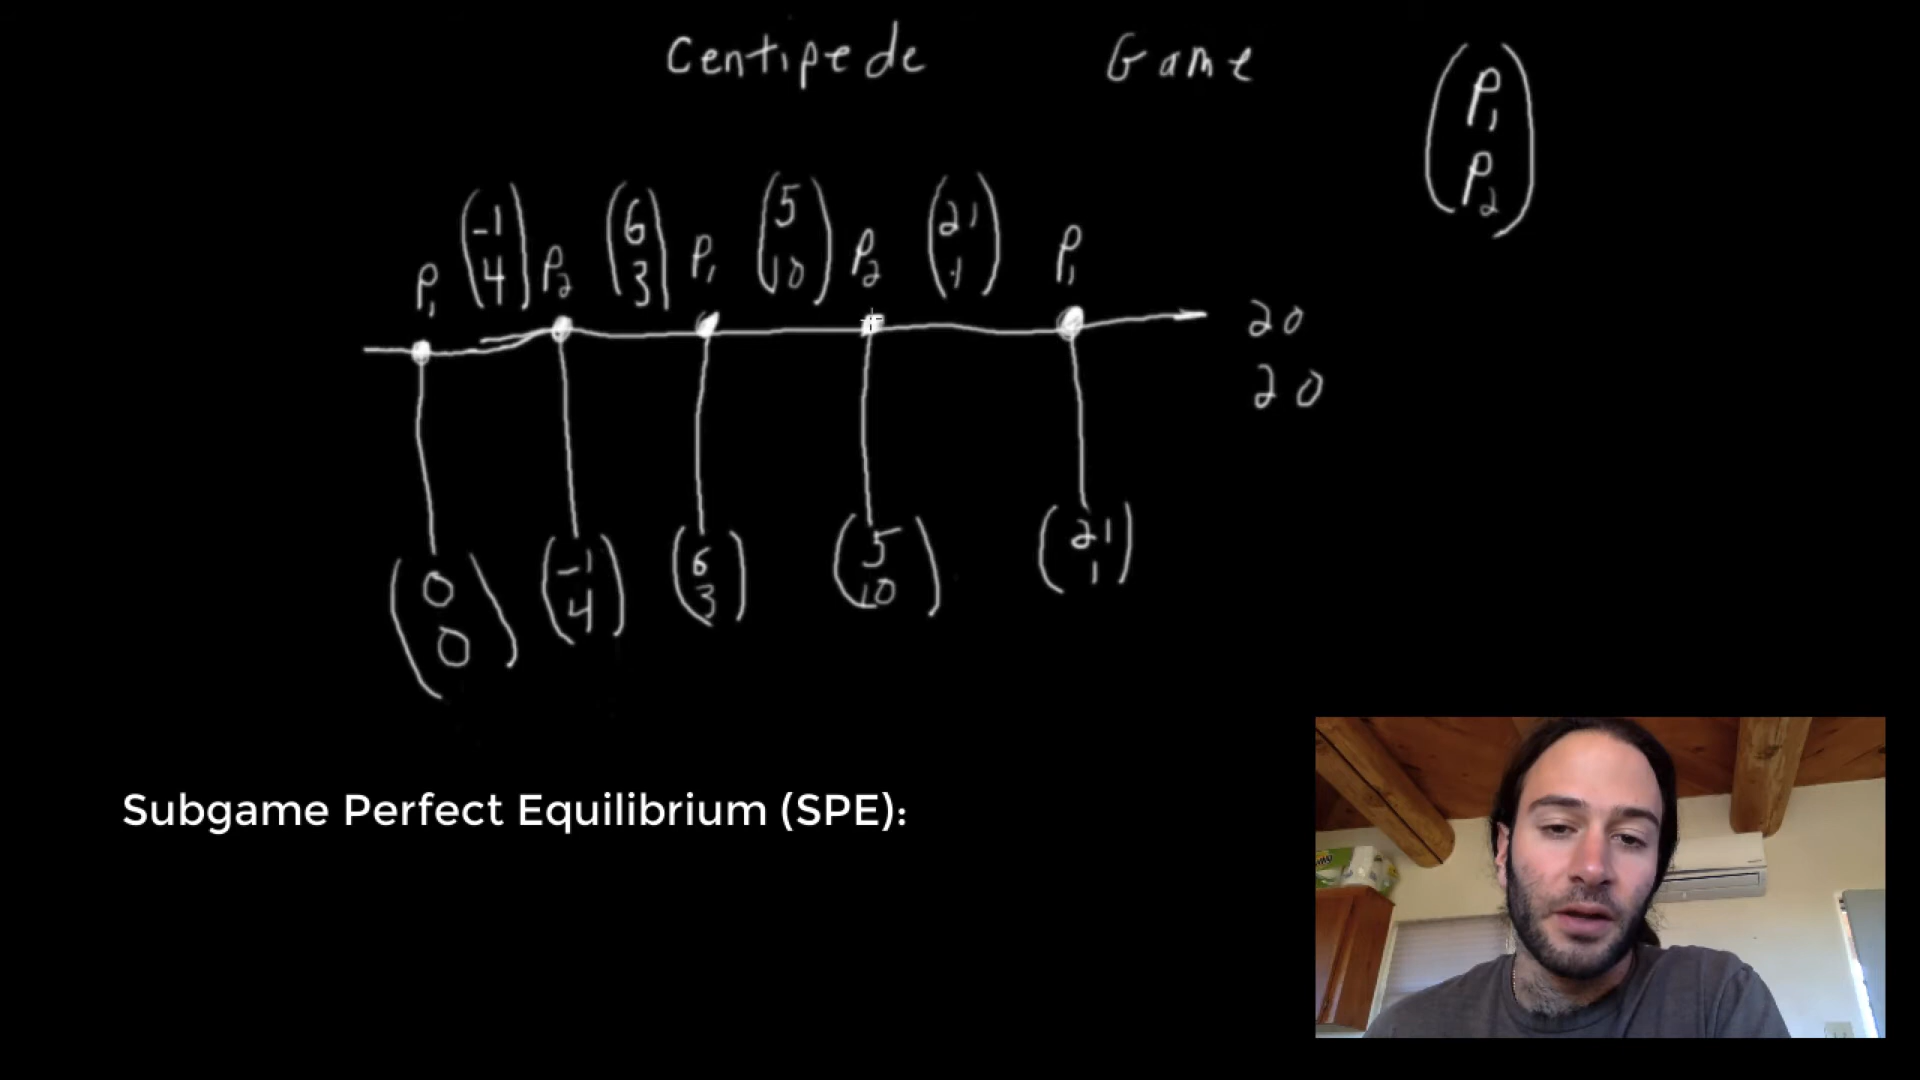 Centipede Game
P1
P2
-1 6 5 21
4 3 10 1
P1 P2 P1 P2 P1
20
20
0 -1 6 5 21
0 4 3 10 1
Subgame Perfect Equilibrium (SPE):